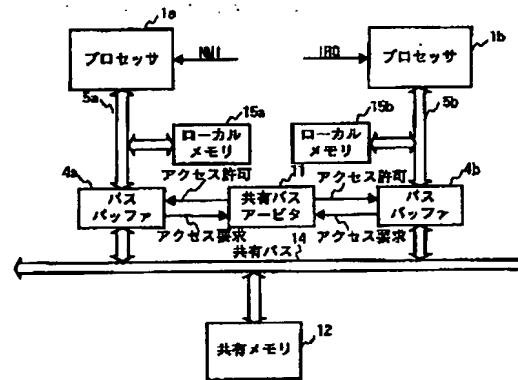 1a
プロセッサ
NMI
IRQ
1b
プロセッサ
5a
5b
15a
ローカル
メモリ
15b
ローカル
メモリ
4a
バス
バッファ
アクセス許可
アクセス要求
11
共有バス
アービタ
アクセス許可
アクセス要求
4b
バス
バッファ
共有バス
14
12
共有メモリ